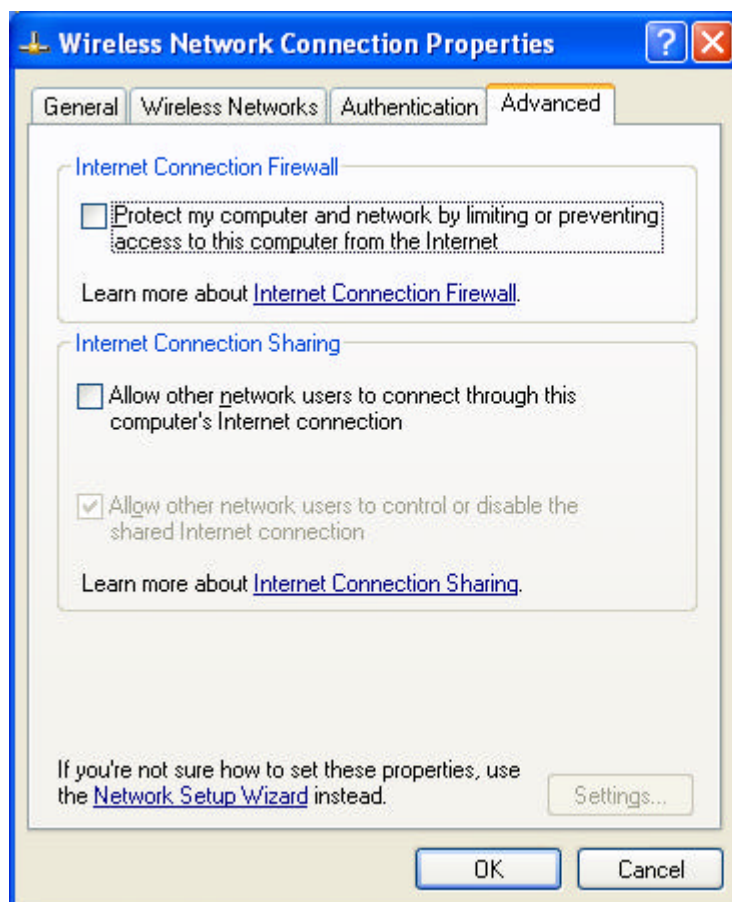 Wireless Network Connection Properties
General Wireless Networks Authentication Advanced
Internet Connection Firewall
Protect my computer and network by limiting or preventing
access to this computer from the Internet
Learn more about Internet Connection Firewall.
Internet Connection Sharing
Allow other network users to connect through this
computer's Internet connection
Allow other network users to control or disable the
shared Internet connection
Learn more about Internet Connection Sharing.
If you're not sure how to set these properties, use
the Network Setup Wizard instead.
Settings...
OK Cancel